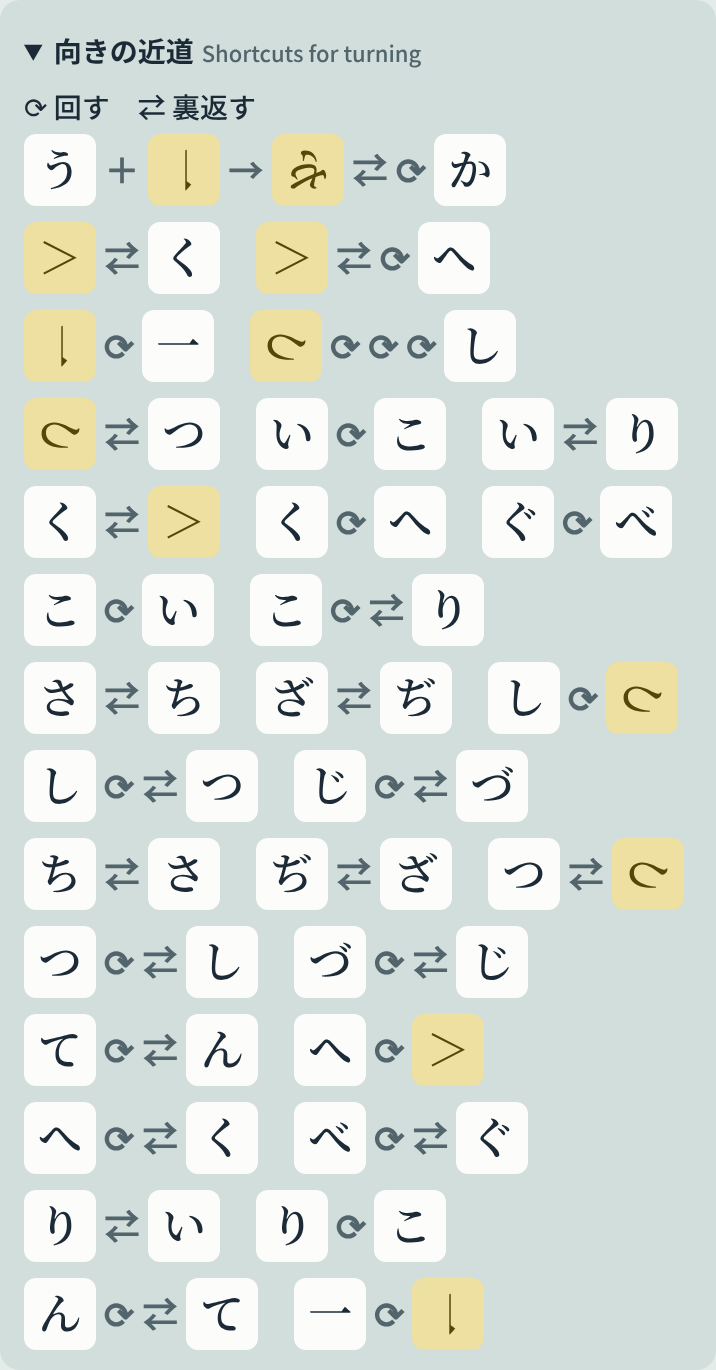 ▼ 向きの近道 Shortcuts for turning
⟳ 回す ⇄ 裏返す
う + → ⇄ ⟳ か
> ⇄ く > ⇄ ⟳ へ
⟳ 一 ⟳ ⟳ ⟳ し
⇄ つ い ⟳ こ い ⇄ り
く ⇄ > く ⟳ へ ぐ ⟳ べ
こ ⟳ い こ ⟳ ⇄ り
さ ⇄ ち ざ ⇄ ぢ し ⟳
し ⟳ ⇄ つ じ ⟳ ⇄ づ
ち ⇄ さ ぢ ⇄ ざ つ ⇄
つ ⟳ ⇄ し づ ⟳ ⇄ じ
て ⟳ ⇄ ん へ ⟳ >
へ ⟳ ⇄ く べ ⟳ ⇄ ぐ
り ⇄ い り ⟳ こ
ん ⟳ ⇄ て 一 ⟳